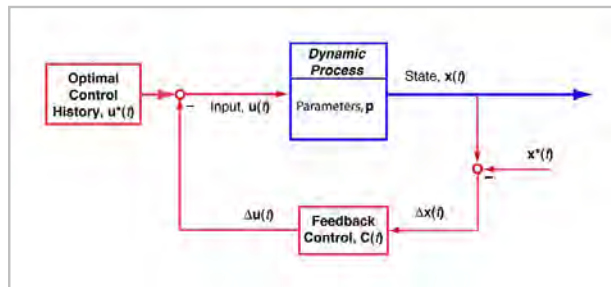 Dynamic
Process
Optimal
Control
History, u*(t)
–
Input, u(t)
Parameters, p
State, x(t)
x*(t)
–
Δu(t)
Feedback
Control, C(t)
Δx(t)